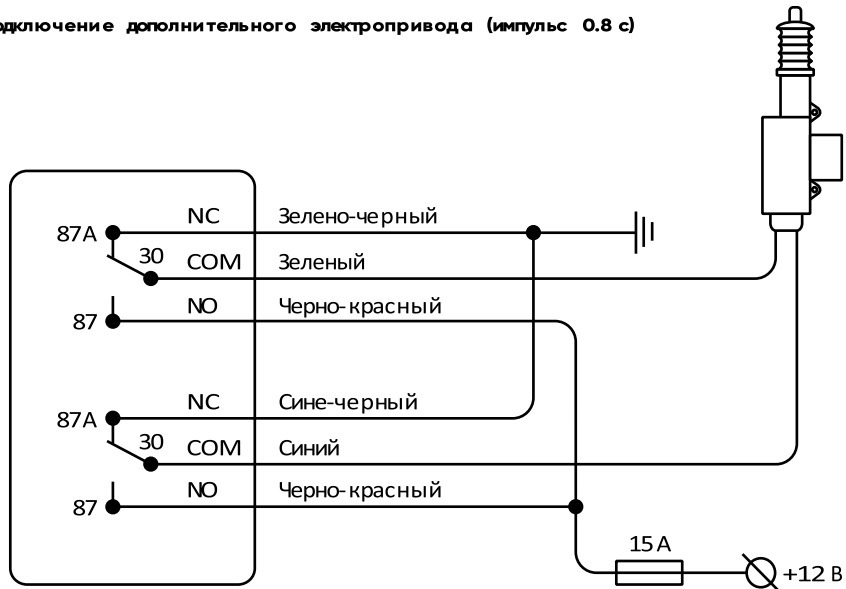 одключение дополнительного электропривода (импульс 0.8 с)
NC Зелено-черный
87А
30 COM Зеленый
NO Черно-красный
87
NC Сине-черный
87А
30 COM Синий
NO Черно-красный
87
15 А
+12 В